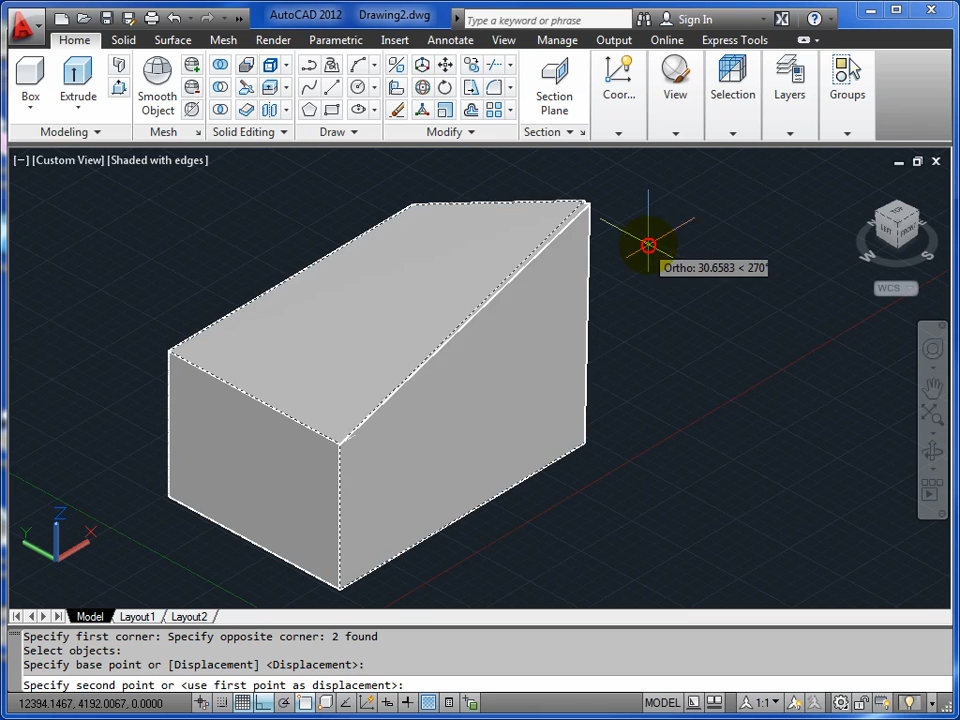 AutoCAD 2012 Drawing2.dwg
Type a keyword or phrase
Sign In
Home Solid Surface Mesh Render Parametric Insert Annotate View Manage Output Online Express Tools
Box
Extrude
Smooth
Object
Section
Plane
Coor...
View
Selection
Layers
Groups
Modeling
Mesh
Solid Editing
Draw
Modify
Section
[−] [Custom View] [Shaded with edges]
TOP
LEFT
FRONT
W
S
WCS
Ortho: 30.6583 < 270°
Z
Y
X
Model Layout1 Layout2
Specify first corner: Specify opposite corner: 2 found
Select objects:
Specify base point or [Displacement] <Displacement>:
Specify second point or <use first point as displacement>:
12394.1467, 4192.0067, 0.0000
MODEL
1:1